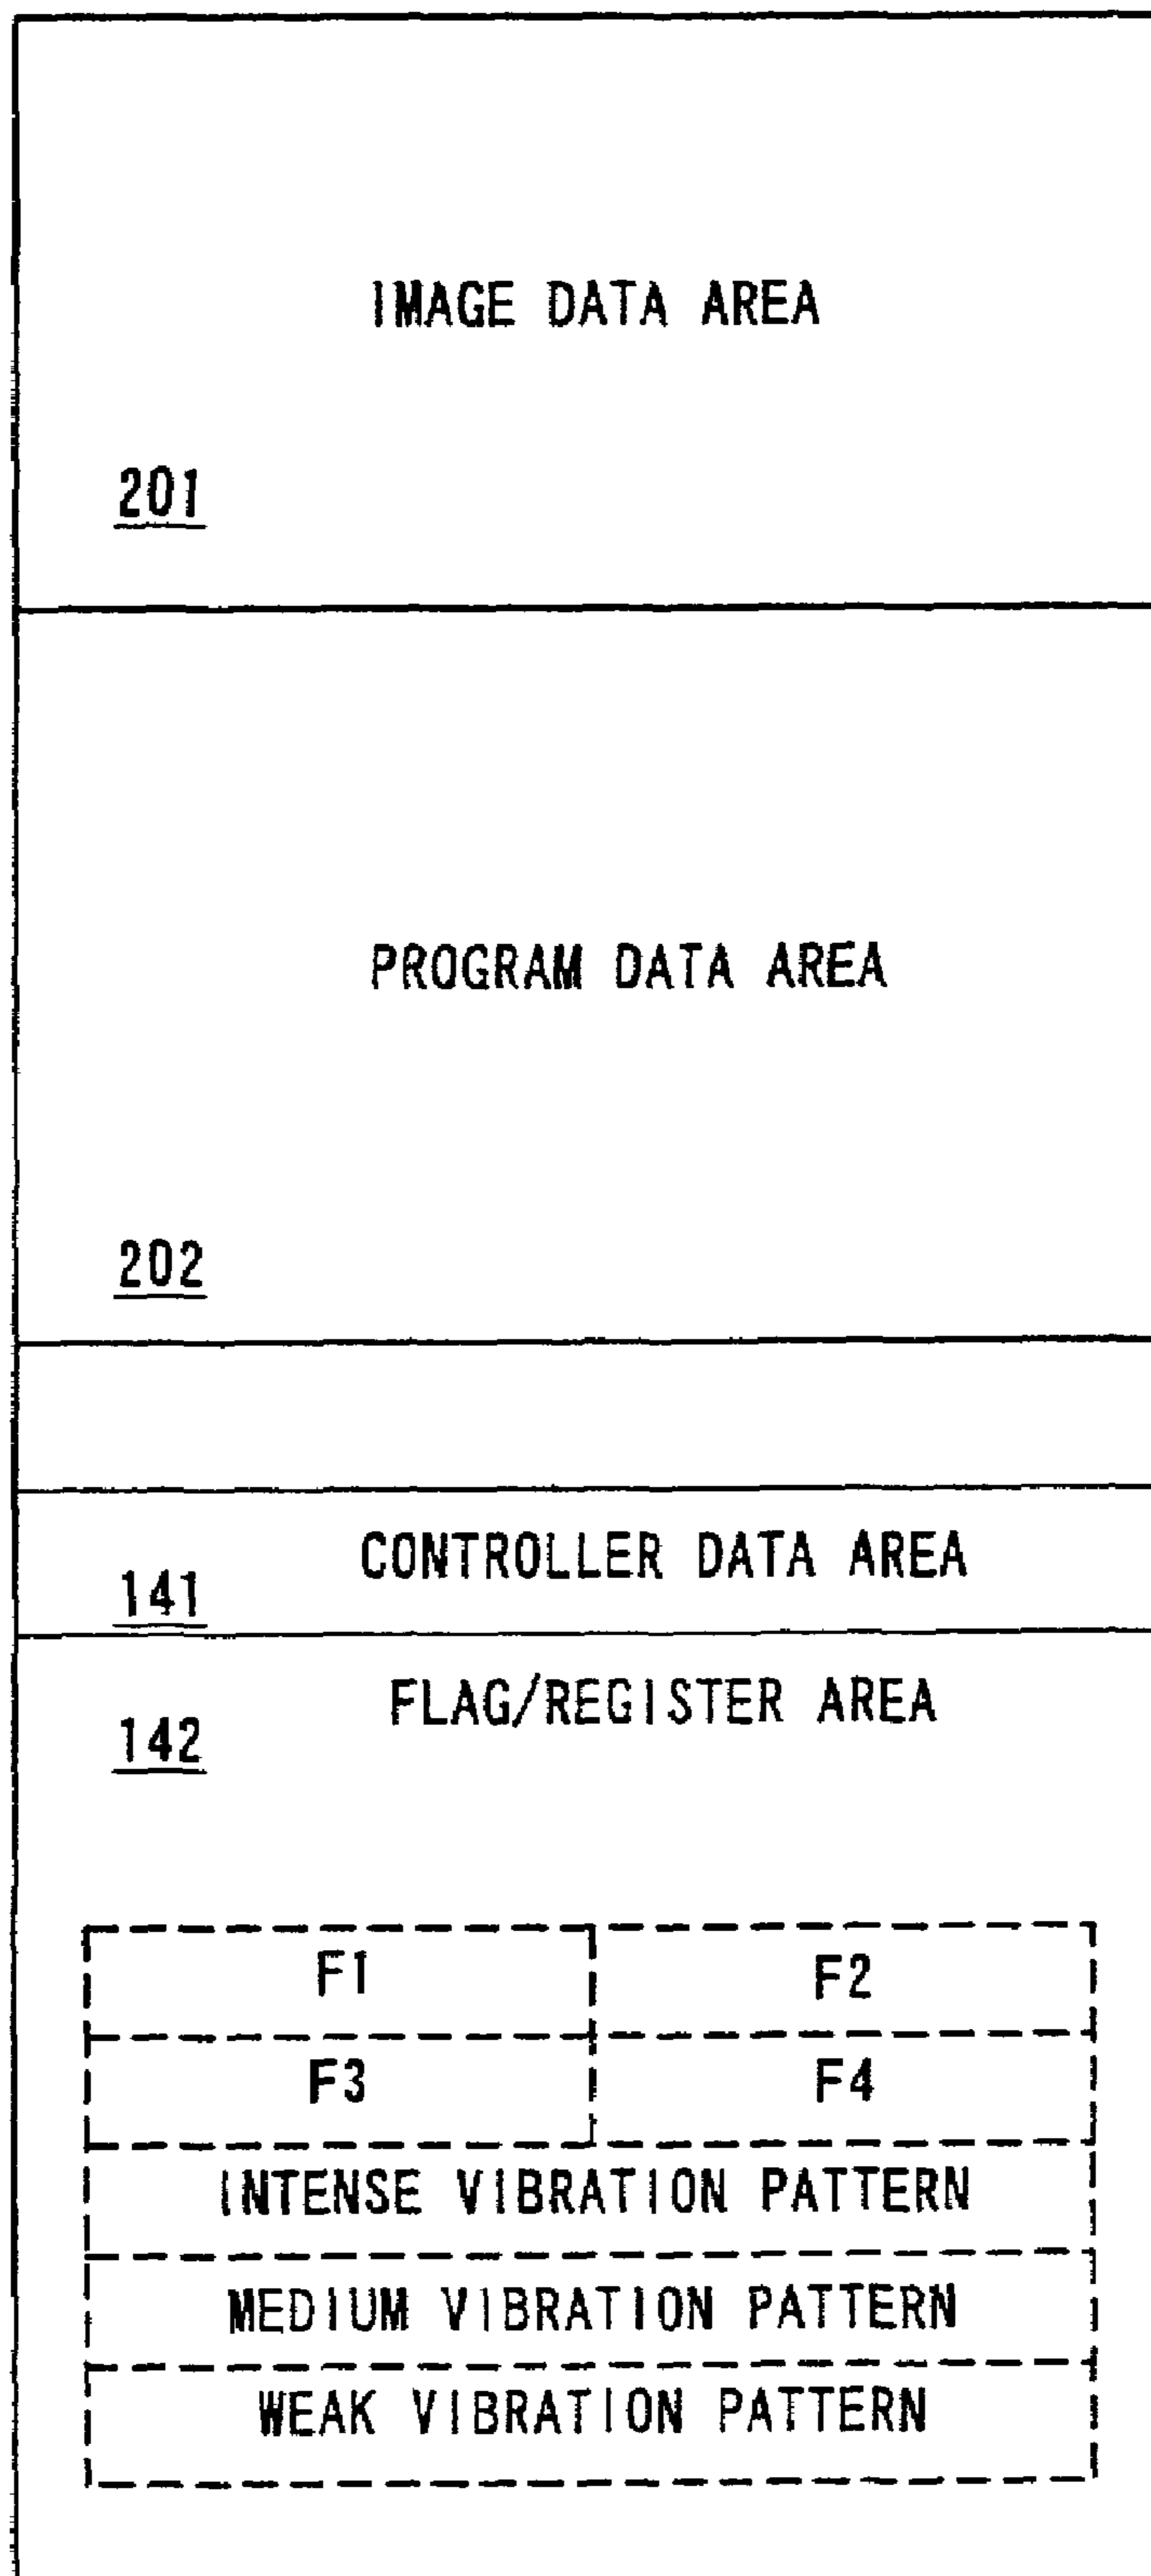 IMAGE DATA AREA
201
PROGRAM DATA AREA
202
CONTROLLER DATA AREA
141
FLAG/REGISTER AREA
142
F1 F2
F3 F4
INTENSE VIBRATION PATTERN
MEDIUM VIBRATION PATTERN
WEAK VIBRATION PATTERN